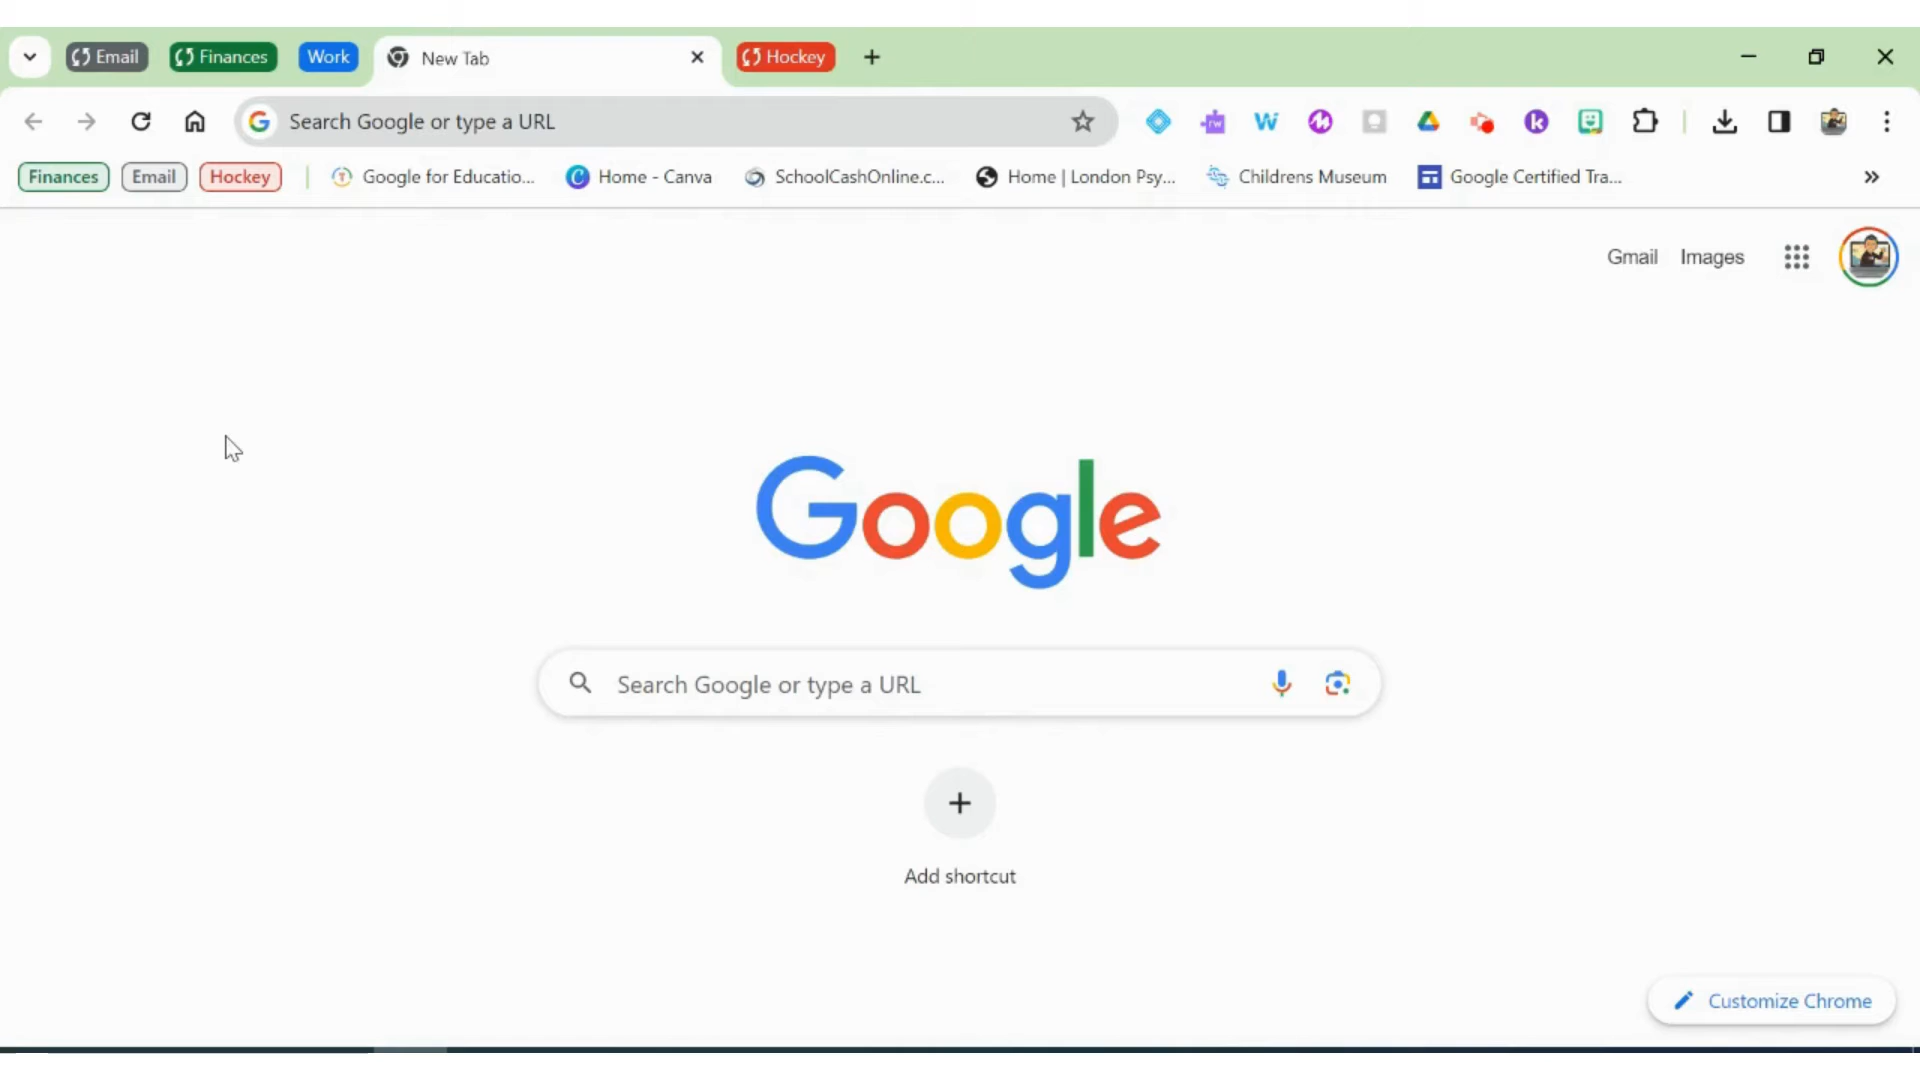 Email Finances Work New Tab Hockey
Search Google or type a URL
Finances Email Hockey Google for Educatio... Home - Canva SchoolCashOnline.c... Home | London Psy... Childrens Museum Google Certified Tra...
Gmail Images
Google
Search Google or type a URL
Add shortcut
Customize Chrome